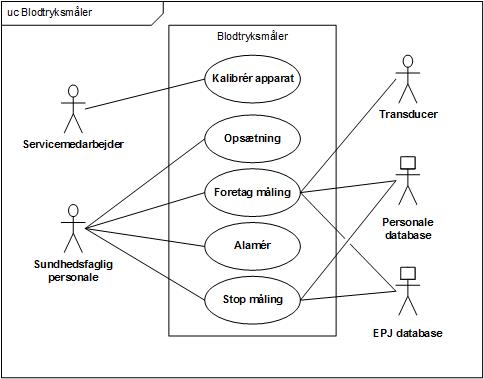 uc Blodtryksmåler
Blodtryksmåler
Kalibrér apparat
Servicemedarbejder
Transducer
Opsætning
Foretag måling
Personale
database
Sundhedsfaglig
personale
Alamér
Stop måling
EPJ database